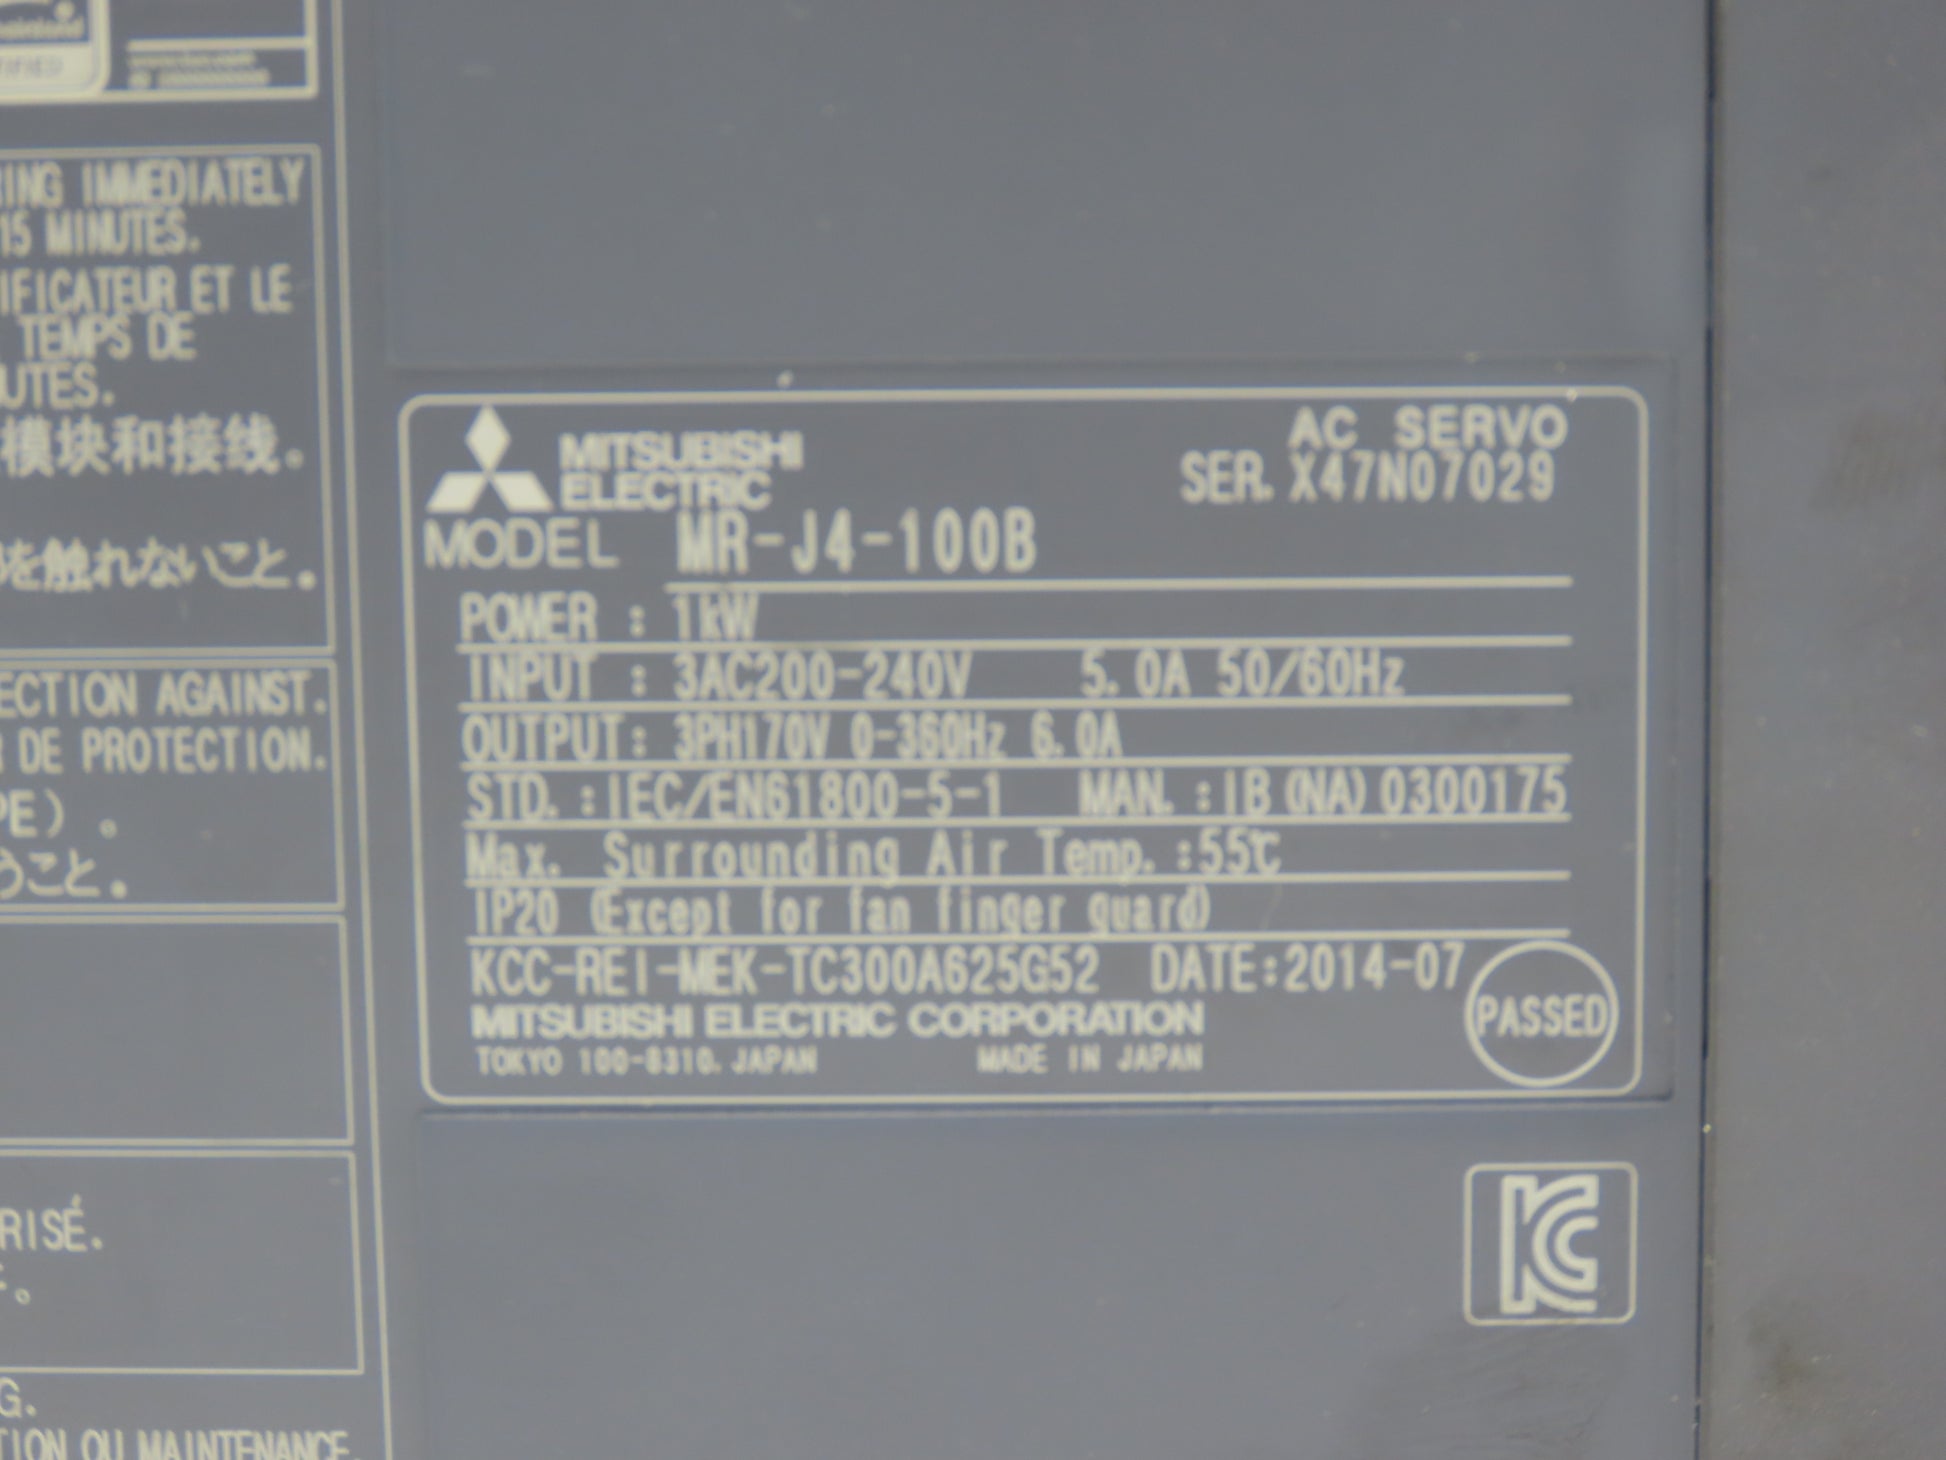 RING IMMEDIATELY
15 MINUTES.
IFICATEUR ET LE
TEMPS DE
UTES.
模块和接线。
を触れないこと。
ECTION AGAINST.
R DE PROTECTION.
PE) 。
うこと。
RISÉ.
G.
TION OU MAINTENANCE.
MITSUBISHI
ELECTRIC
AC SERVO
SER. X47N07029
MODEL MR-J4-100B
POWER : 1kW
INPUT : 3AC200-240V 5.0A 50/60Hz
OUTPUT: 3PH170V 0-360Hz 6.0A
STD. :IEC/EN61800-5-1 MAN. :IB(NA)0300175
Max. Surrounding Air Temp. :55℃
IP20 (Except for fan finger guard)
KCC-REI-MEK-TC300A625G52 DATE:2014-07
PASSED
MITSUBISHI ELECTRIC CORPORATION
TOKYO 100-8310, JAPAN MADE IN JAPAN